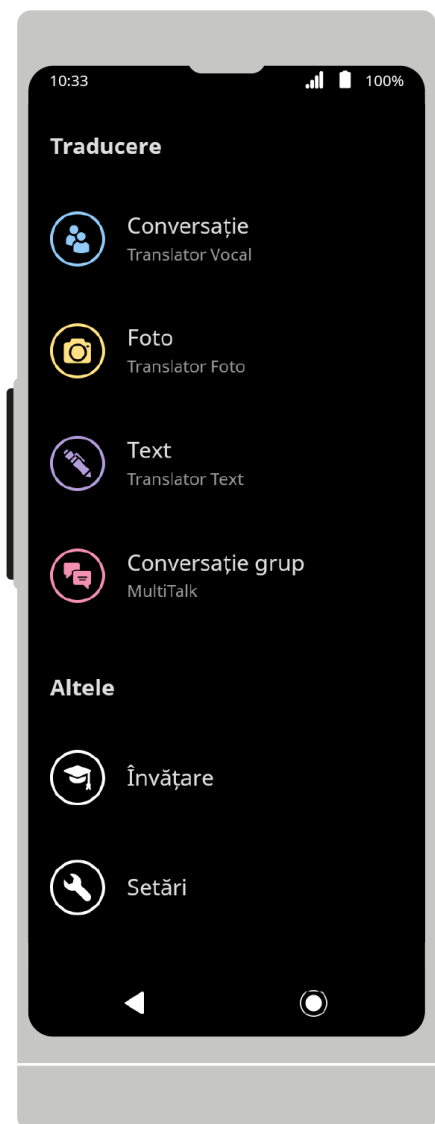 10:33
100%
Traducere
Conversație
Translator Vocal
Foto
Translator Foto
Text
Translator Text
Conversație grup
MultiTalk
Altele
Învățare
Setări